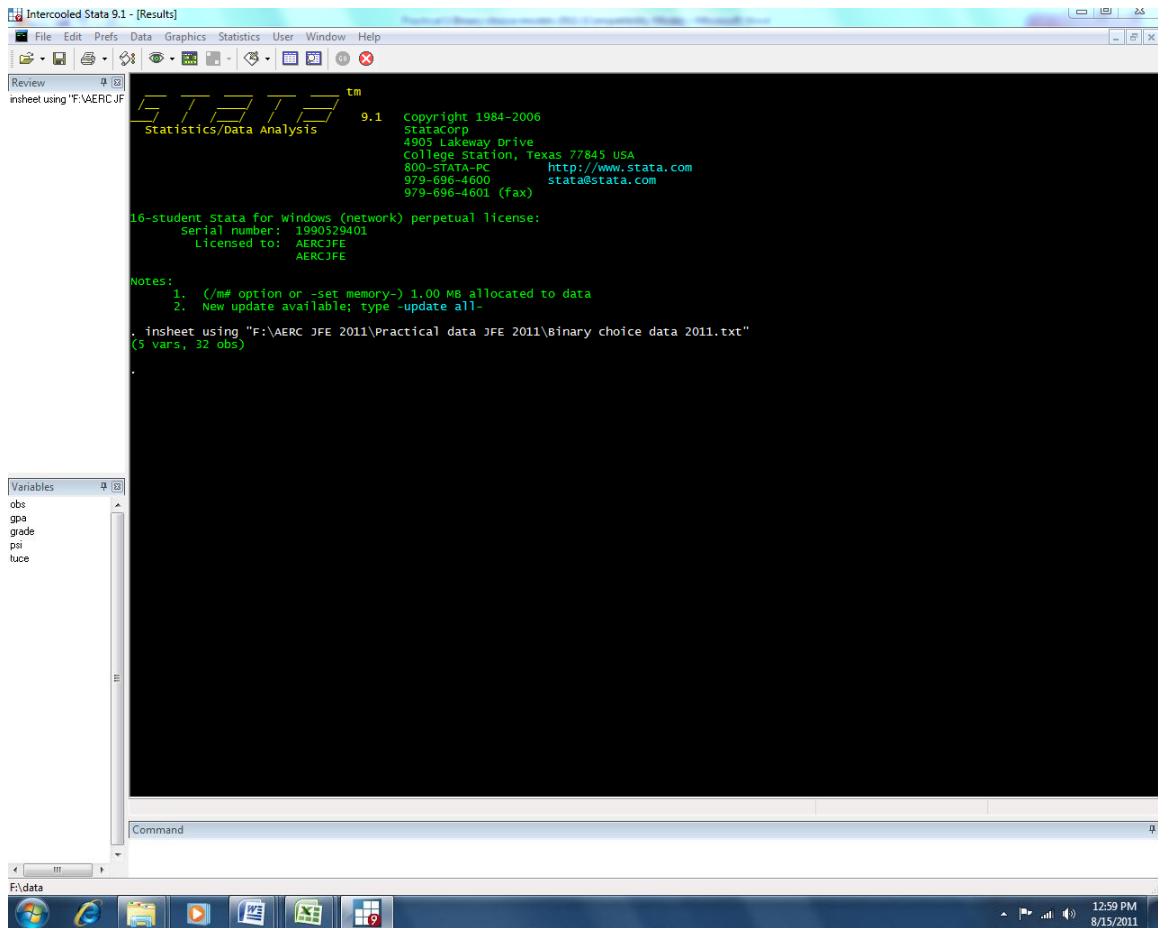 Intercooled Stata 9.1 - [Results]
File Edit Prefs Data Graphics Statistics User Window Help
Review
insheet using "F:\AERC JF
tm
STATA 9.1 Copyright 1984-2006
Statistics/Data Analysis StataCorp
4905 Lakeway Drive
College Station, Texas 77845 USA
800-STATA-PC http://www.stata.com
979-696-4600 stata@stata.com
979-696-4601 (fax)
16-student Stata for Windows (network) perpetual license:
Serial number: 1990529401
Licensed to: AERCJFE
AERCJFE
Notes:
1. (/m# option or -set memory-) 1.00 MB allocated to data
2. New update available; type -update all-
. insheet using "F:\AERC JFE 2011\Practical data JFE 2011\Binary choice data 2011.txt"
(5 vars, 32 obs)
.
Variables
obs
gpa
grade
psi
tuce
Command
F:\data
12:59 PM
8/15/2011